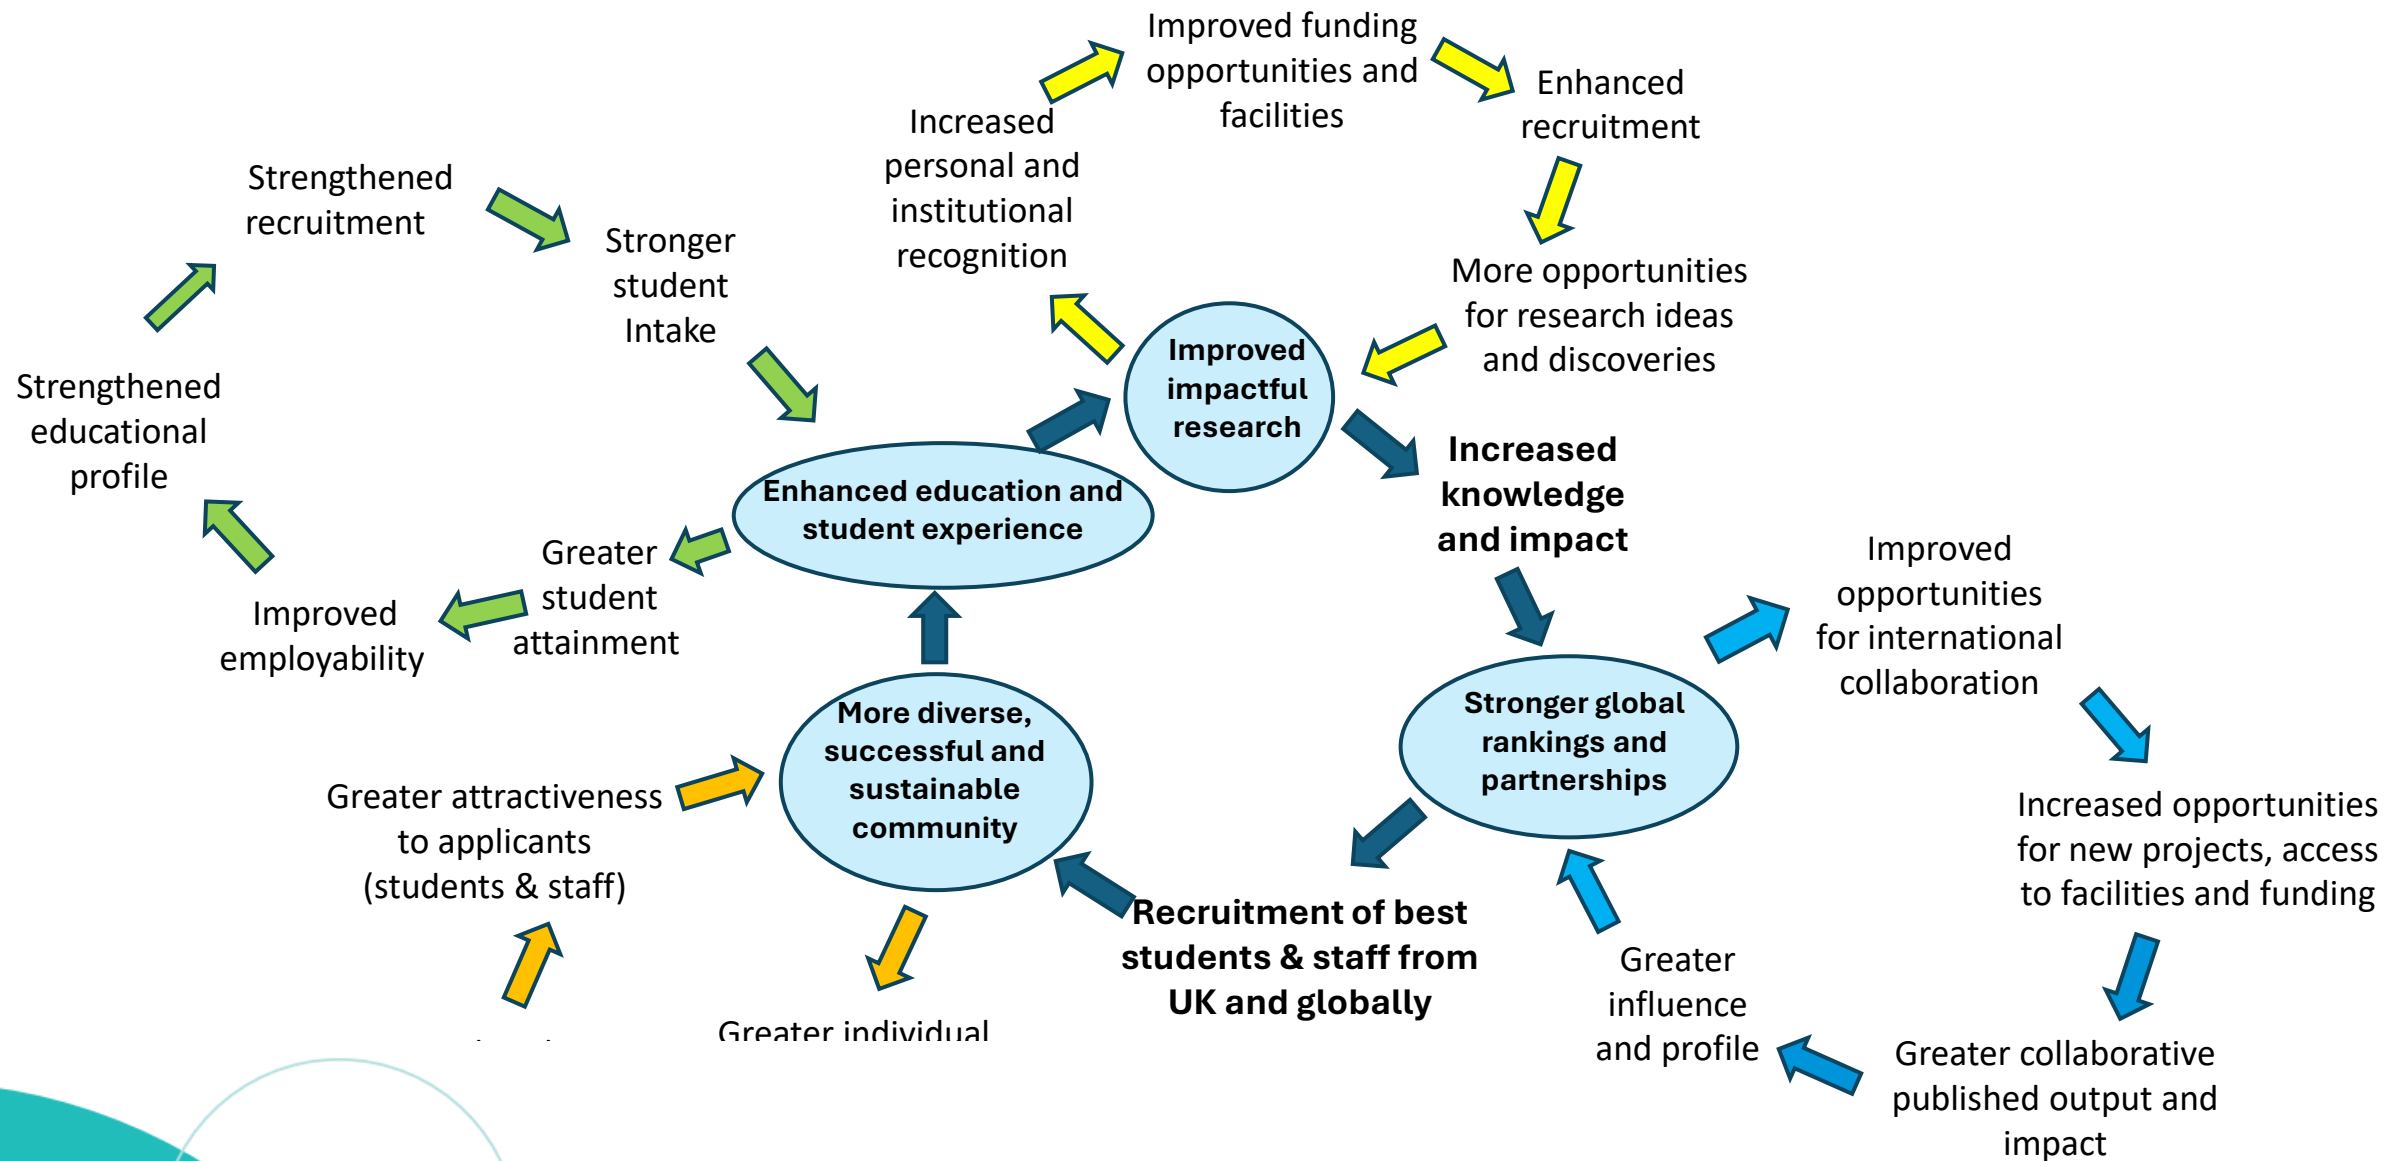 Improved funding
opportunities and
facilities
Enhanced
recruitment
Increased
personal and
institutional
recognition
More opportunities
for research ideas
and discoveries
Strengthened
recruitment
Stronger
student
Intake
Strengthened
educational
profile
Improved
employability
Greater
student
attainment
Enhanced education and
student experience
Improved
impactful
research
Increased
knowledge
and impact
Improved
opportunities
for international
collaboration
Stronger global
rankings and
partnerships
More diverse,
successful and
sustainable
community
Greater attractiveness
to applicants
(students & staff)
Increased opportunities
for new projects, access
to facilities and funding
Recruitment of best
students & staff from
UK and globally
Greater
influence
and profile
Greater individual
Greater collaborative
published output and
impact